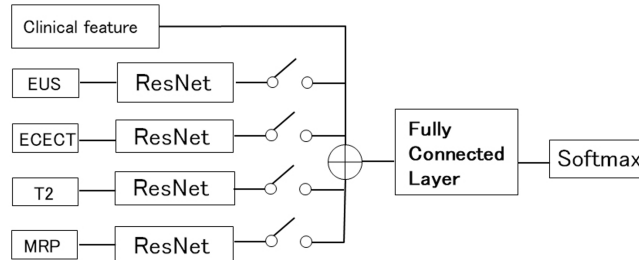 Clinical feature
EUS
ResNet
ECECT
ResNet
T2
ResNet
MRP
ResNet
Fully
Connected
Layer
Softmax